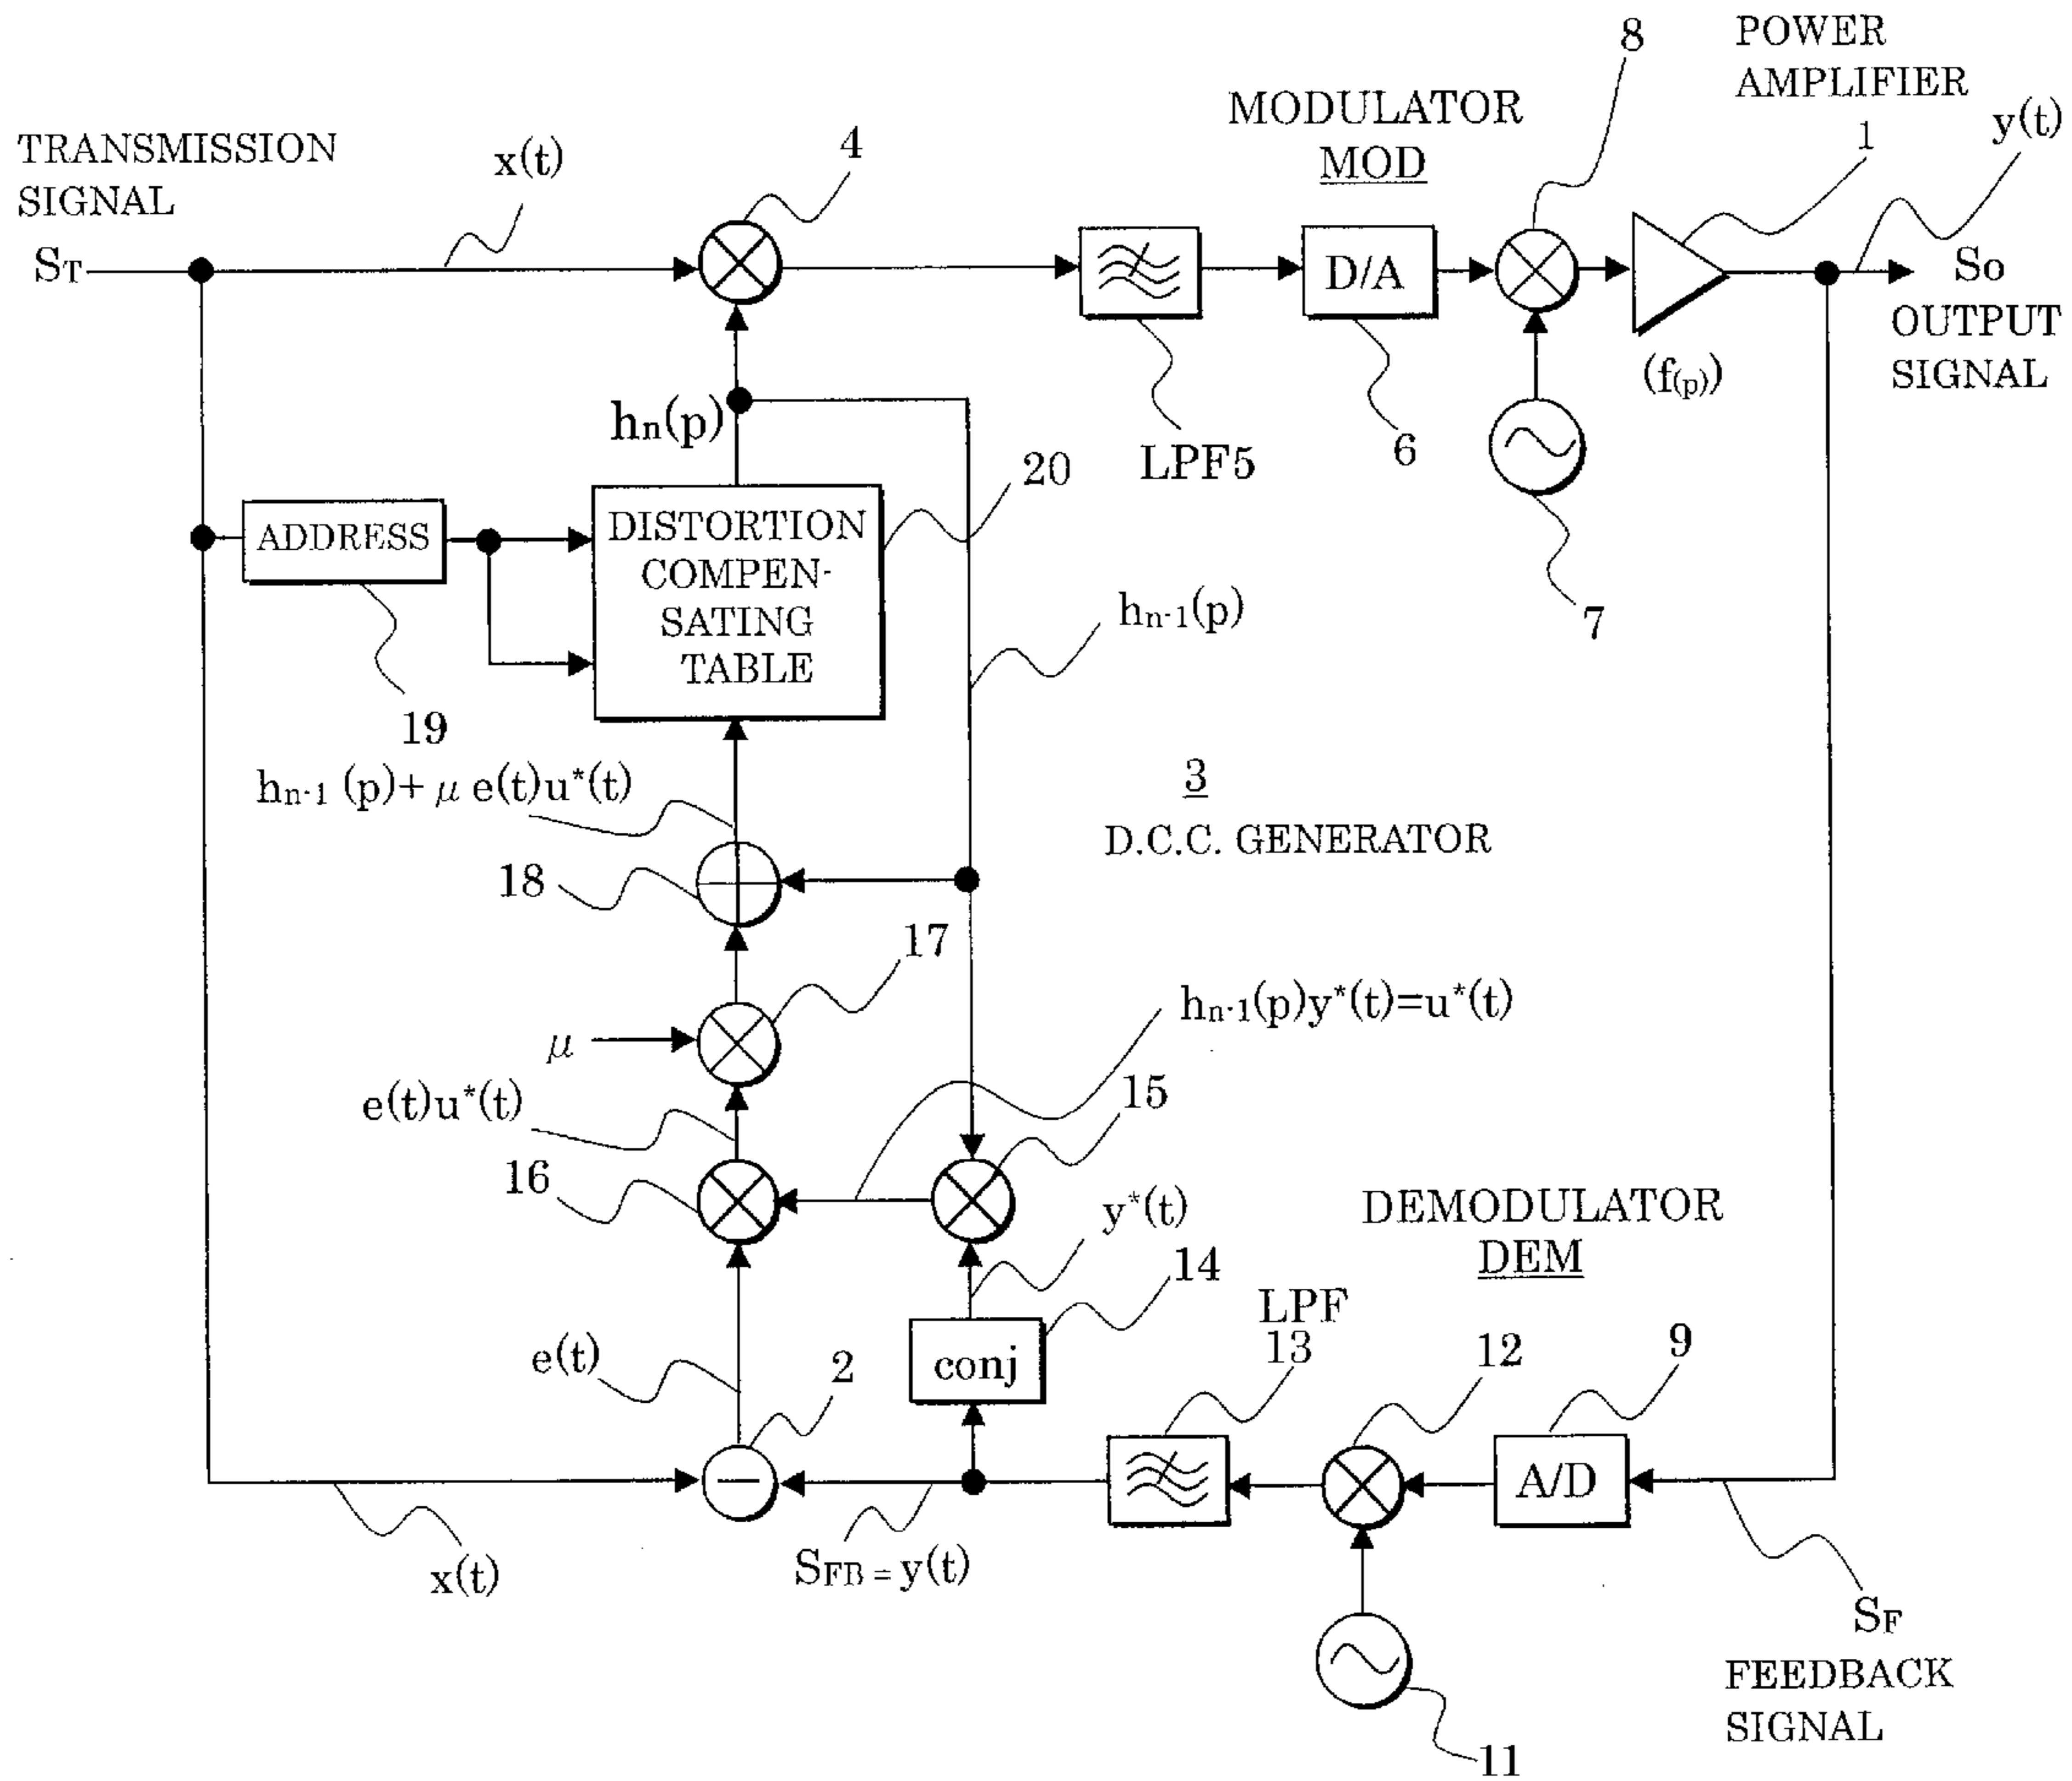 POWER
AMPLIFIER
8
MODULATOR
MOD
1
y(t)
TRANSMISSION
SIGNAL
x(t)
4
ST
D/A
So
OUTPUT
SIGNAL
(f(p))
hn(p)
LPF5
6
20
ADDRESS
DISTORTION
COMPEN-
SATING
TABLE
hn-1(p)
7
19
hn-1 (p)+ μ e(t)u*(t)
3
D.C.C. GENERATOR
18
17
hn-1(p)y*(t)=u*(t)
μ
e(t)u*(t)
15
16
y*(t)
DEMODULATOR
DEM
14
LPF
13
12
9
e(t)
2
conj
A/D
x(t)
SFB = y(t)
SF
FEEDBACK
SIGNAL
11